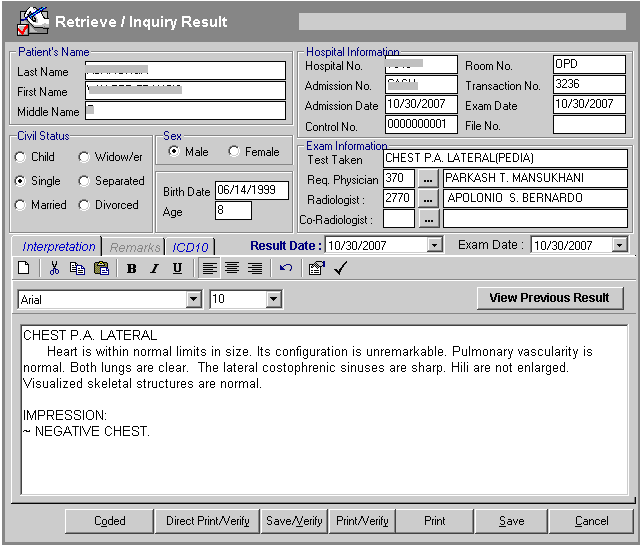 Retrieve / Inquiry Result
Patient's Name
Last Name
First Name
Middle Name
Hospital Information
Hospital No.
Room No. OPD
Admission No.
Transaction No. 3236
Admission Date 10/30/2007 Exam Date 10/30/2007
Control No. 0000000001 File No.
Civil Status
Child Widow/er
Single Separated
Married Divorced
Sex
Male Female
Birth Date 06/14/1999
Age 8
Exam Information
Test Taken CHEST P.A. LATERAL(PEDIA)
Req. Physician 370 ... PARKASH T. MANSUKHANI
Radiologist : 2770 ... APOLONIO S. BERNARDO
Co-Radiologist : ...
Interpretation Remarks ICD10 Result Date : 10/30/2007 Exam Date : 10/30/2007
B I U
Arial 10 View Previous Result
CHEST P.A. LATERAL
Heart is within normal limits in size. Its configuration is unremarkable. Pulmonary vascularity is
normal. Both lungs are clear. The lateral costophrenic sinuses are sharp. Hili are not enlarged.
Visualized skeletal structures are normal.
IMPRESSION:
~ NEGATIVE CHEST.
Coded Direct Print/Verify Save/Verify Print/Verify Print Save Cancel